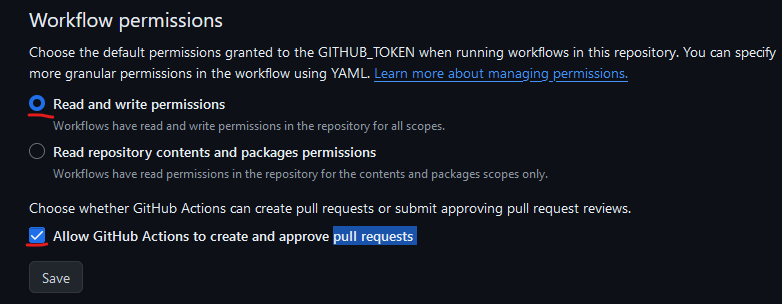 Workflow permissions
Choose the default permissions granted to the GITHUB_TOKEN when running workflows in this repository. You can specify
more granular permissions in the workflow using YAML. Learn more about managing permissions.
Read and write permissions
Workflows have read and write permissions in the repository for all scopes.
Read repository contents and packages permissions
Workflows have read permissions in the repository for the contents and packages scopes only.
Choose whether GitHub Actions can create pull requests or submit approving pull request reviews.
Allow GitHub Actions to create and approve pull requests
Save